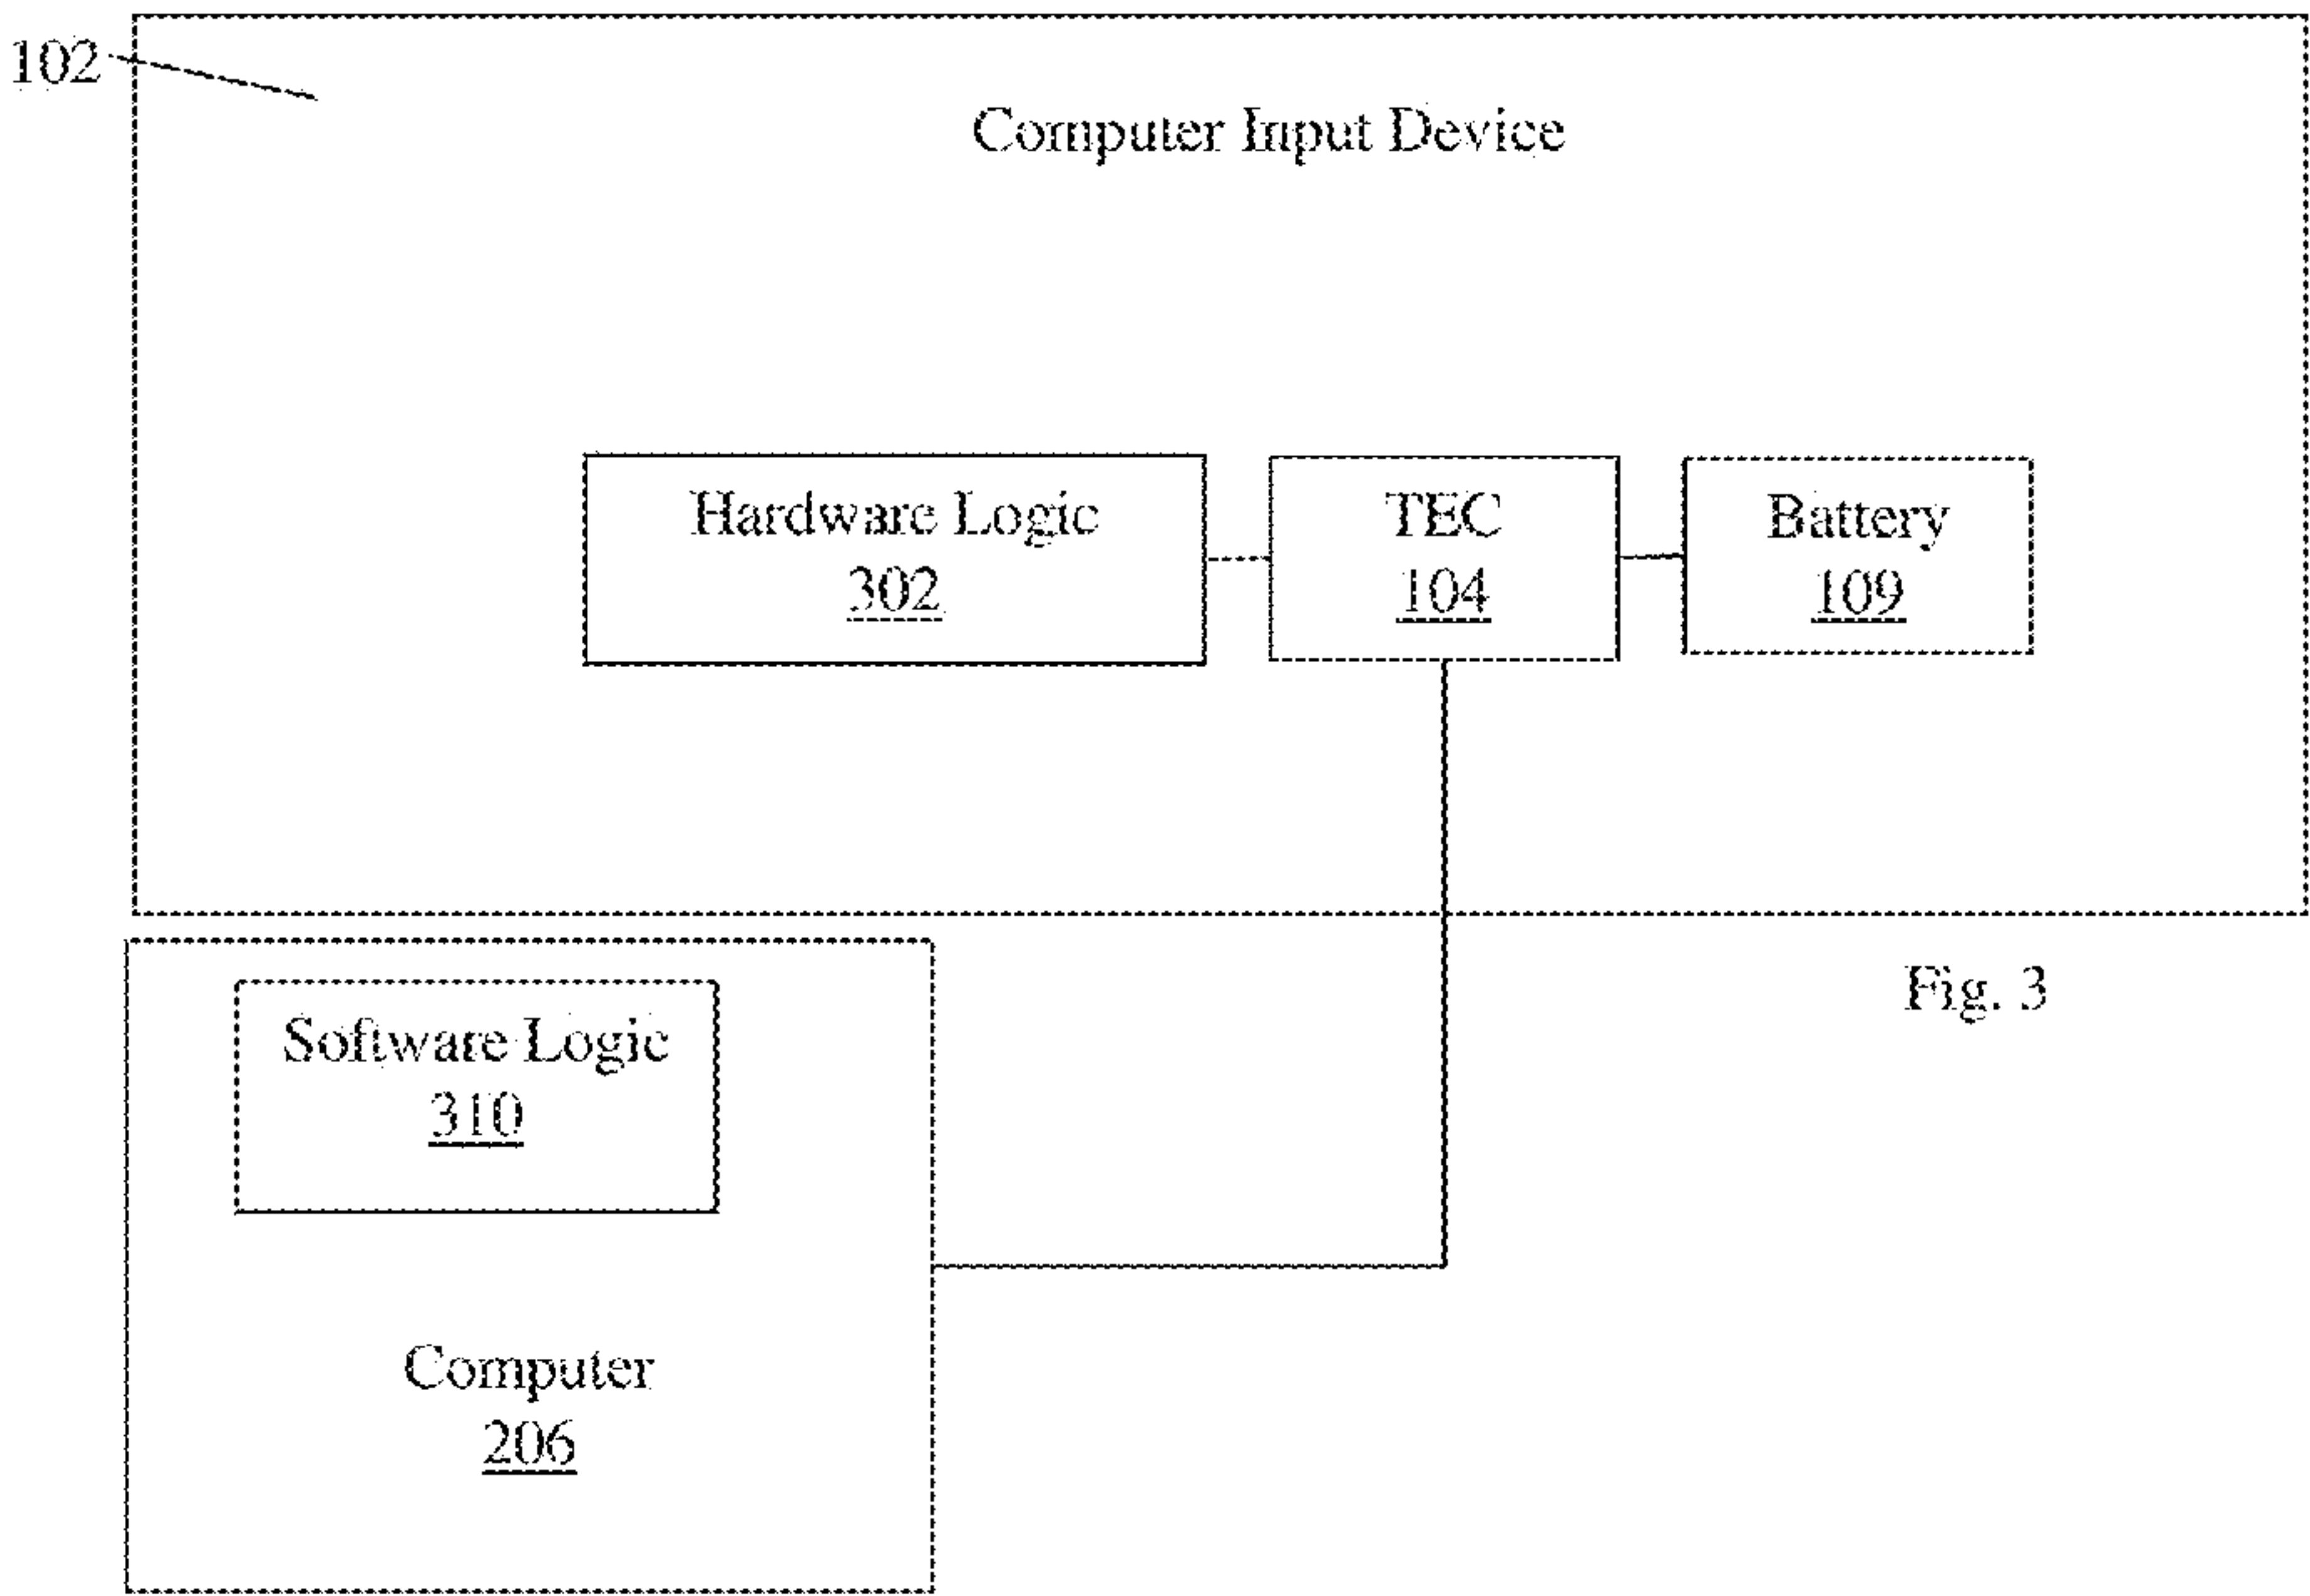 102
Computer Input Device
Hardware Logic
302
TEC
104
Battery
109
Fig. 3
Software Logic
310
Computer
206